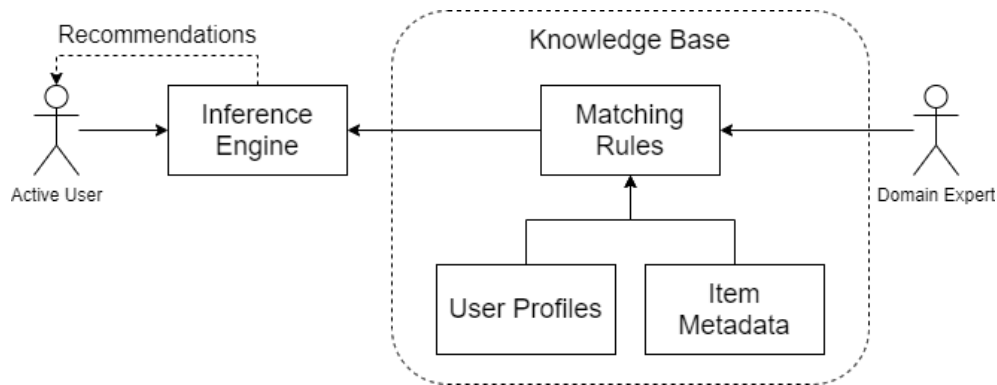 Recommendations
Knowledge Base
Inference
Engine
Matching
Rules
Active User
Domain Expert
User Profiles
Item
Metadata